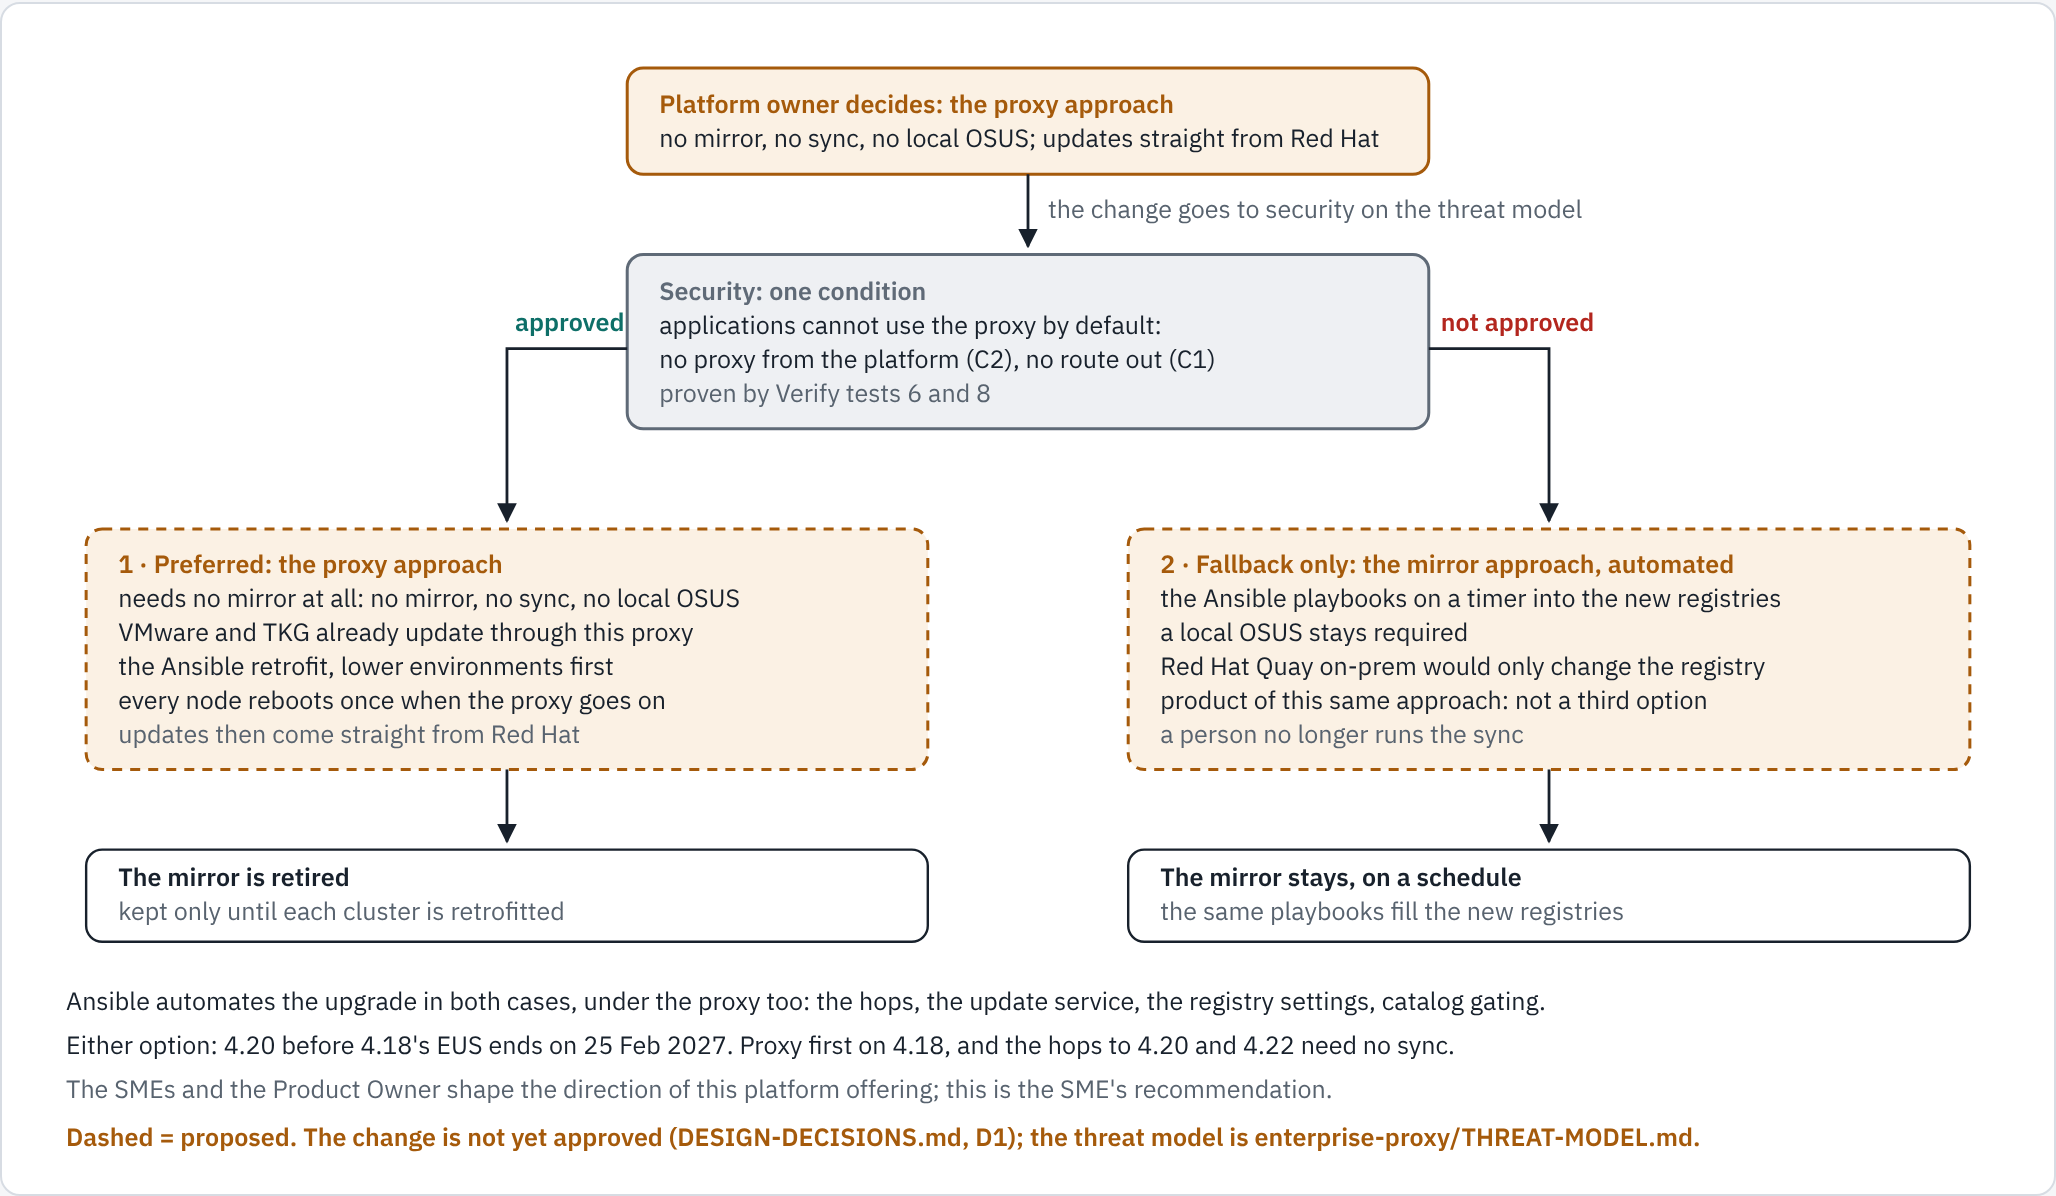 Platform owner decides: the proxy approach
no mirror, no sync, no local OSUS; updates straight from Red Hat
the change goes to security on the threat model
Security: one condition
applications cannot use the proxy by default:
no proxy from the platform (C2), no route out (C1)
proven by Verify tests 6 and 8
approved
not approved
1 · Preferred: the proxy approach
needs no mirror at all: no mirror, no sync, no local OSUS
VMware and TKG already update through this proxy
the Ansible retrofit, lower environments first
every node reboots once when the proxy goes on
updates then come straight from Red Hat
2 · Fallback only: the mirror approach, automated
the Ansible playbooks on a timer into the new registries
a local OSUS stays required
Red Hat Quay on-prem would only change the registry
product of this same approach: not a third option
a person no longer runs the sync
The mirror is retired
kept only until each cluster is retrofitted
The mirror stays, on a schedule
the same playbooks fill the new registries
Ansible automates the upgrade in both cases, under the proxy too: the hops, the update service, the registry settings, catalog gating.
Either option: 4.20 before 4.18's EUS ends on 25 Feb 2027. Proxy first on 4.18, and the hops to 4.20 and 4.22 need no sync.
The SMEs and the Product Owner shape the direction of this platform offering; this is the SME's recommendation.
Dashed = proposed. The change is not yet approved (DESIGN-DECISIONS.md, D1); the threat model is enterprise-proxy/THREAT-MODEL.md.